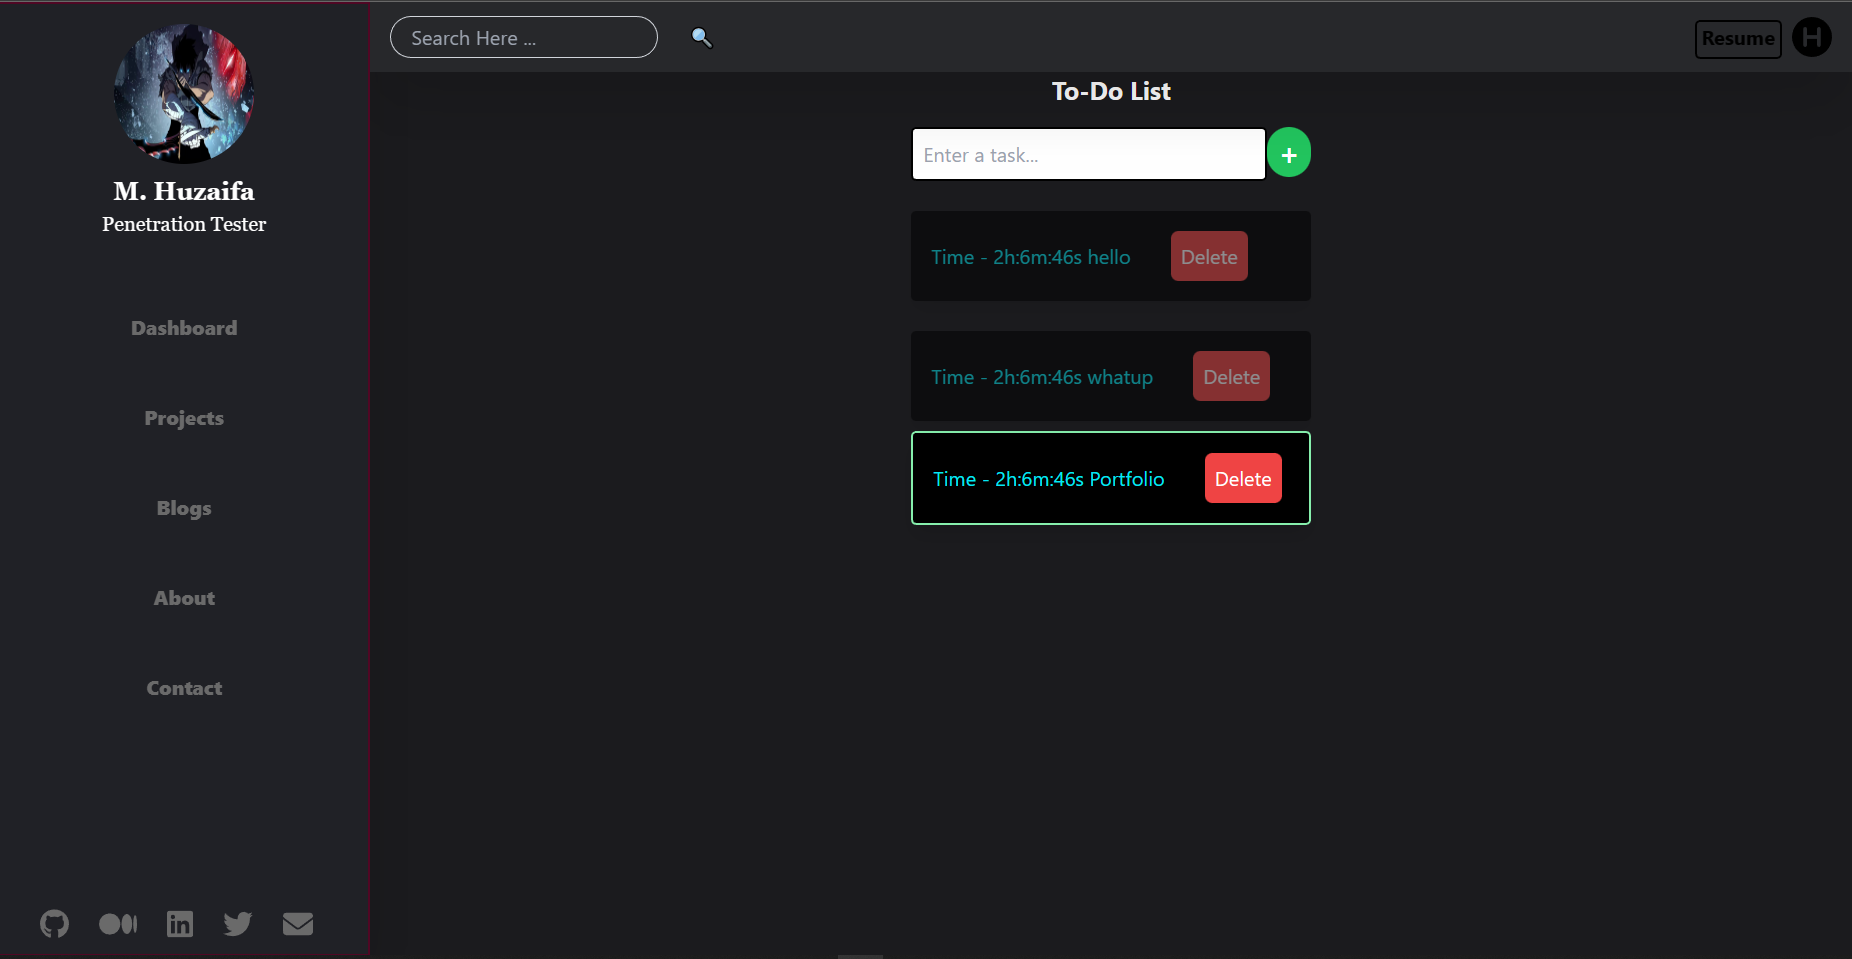 M. Huzaifa
Penetration Tester
Dashboard
Projects
Blogs
About
Contact
Search Here ...
Resume
H
To-Do List
Enter a task...
+
Time - 2h:6m:46s hello Delete
Time - 2h:6m:46s whatup Delete
Time - 2h:6m:46s Portfolio Delete
in